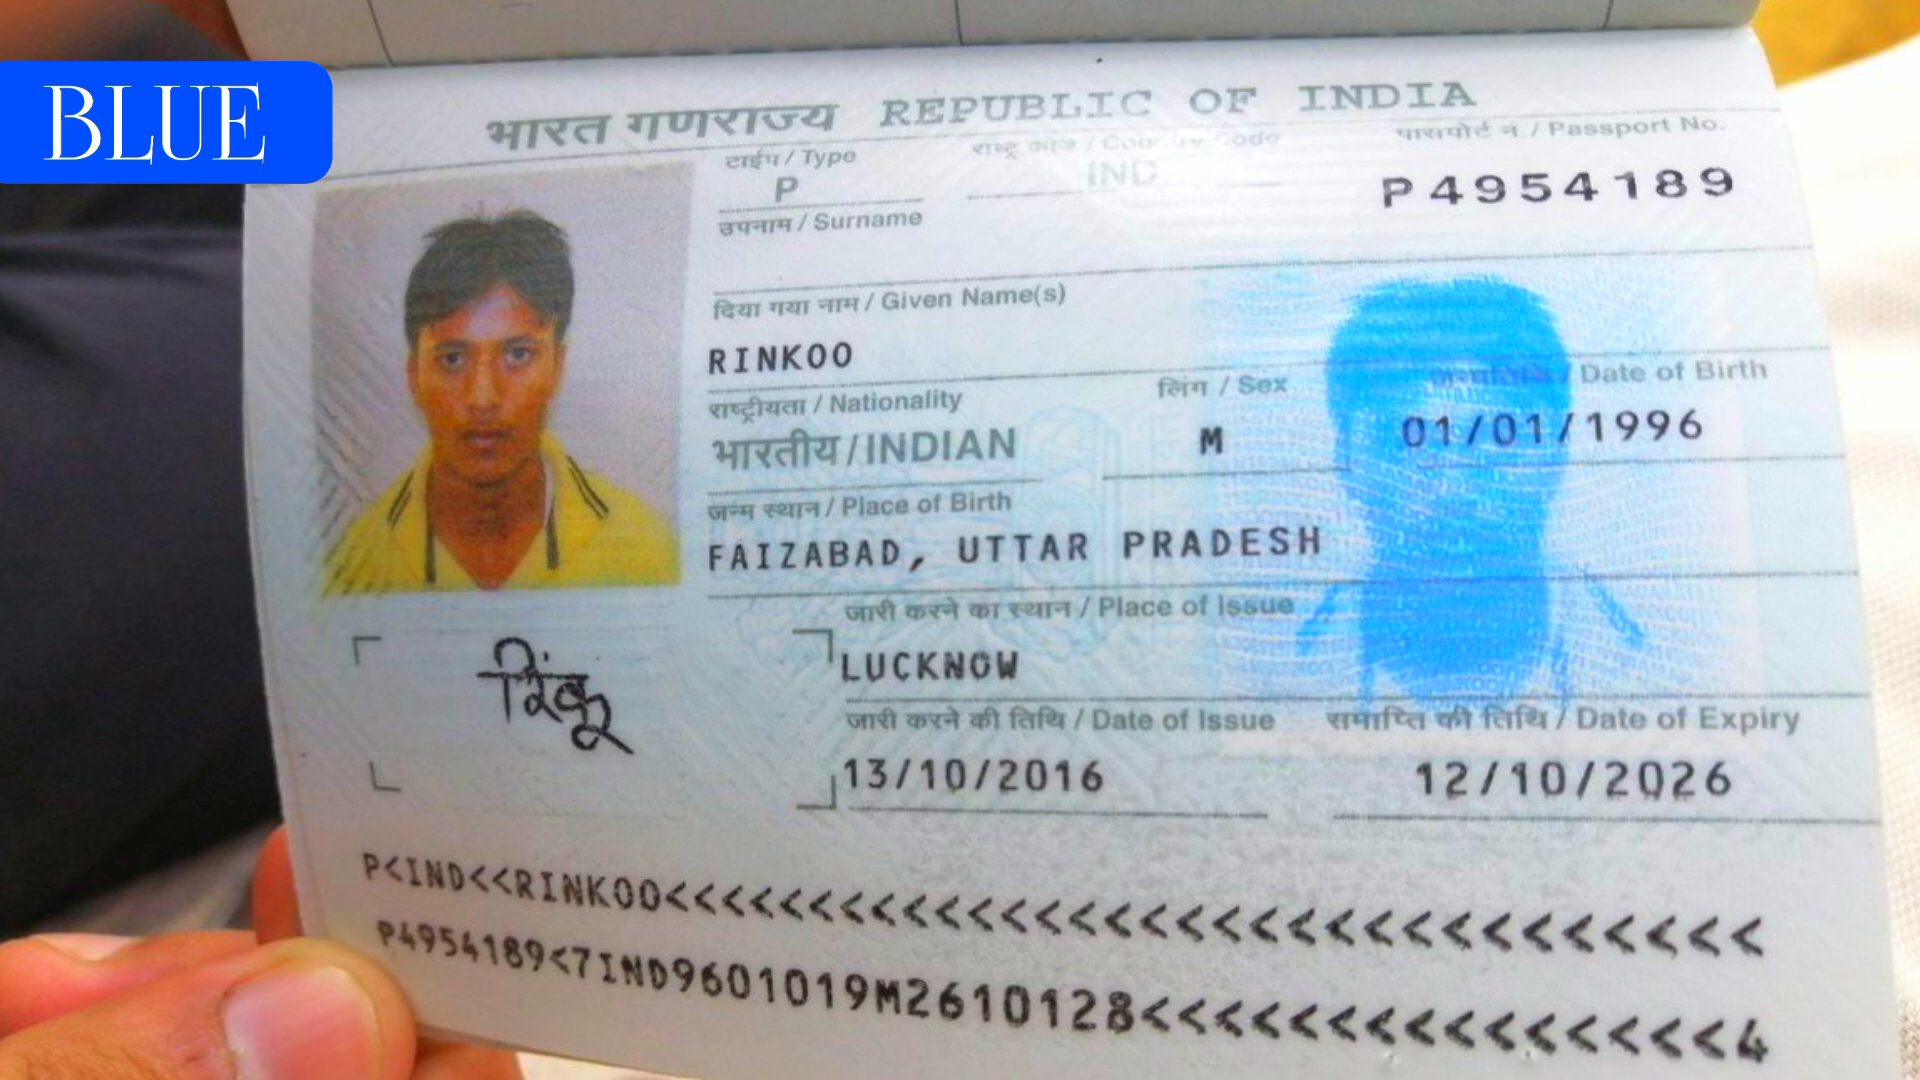 BLUE
भारत गणराज्य REPUBLIC OF INDIA
टाईप / Type
राष्ट्र कोड / Country Code
पासपोर्ट नं. / Passport No.
P
IND
P4954189
उपनाम / Surname
दिया गया नाम / Given Name(s)
RINKOO
राष्ट्रीयता / Nationality
लिंग / Sex
/ Date of Birth
भारतीय / INDIAN
M
01/01/1996
जन्म स्थान / Place of Birth
FAIZABAD, UTTAR PRADESH
जारी करने का स्थान / Place of Issue
LUCKNOW
रिंकू
जारी करने की तिथि / Date of Issue
समाप्ति की तिथि / Date of Expiry
13/10/2016
12/10/2026
P<IND<<RINKOO<<<<<<<<<<<<<<<<<<<<<<<<<<<<<<<
P4954189<7IND9601019M2610128<<<<<<<<<<<<<<<4